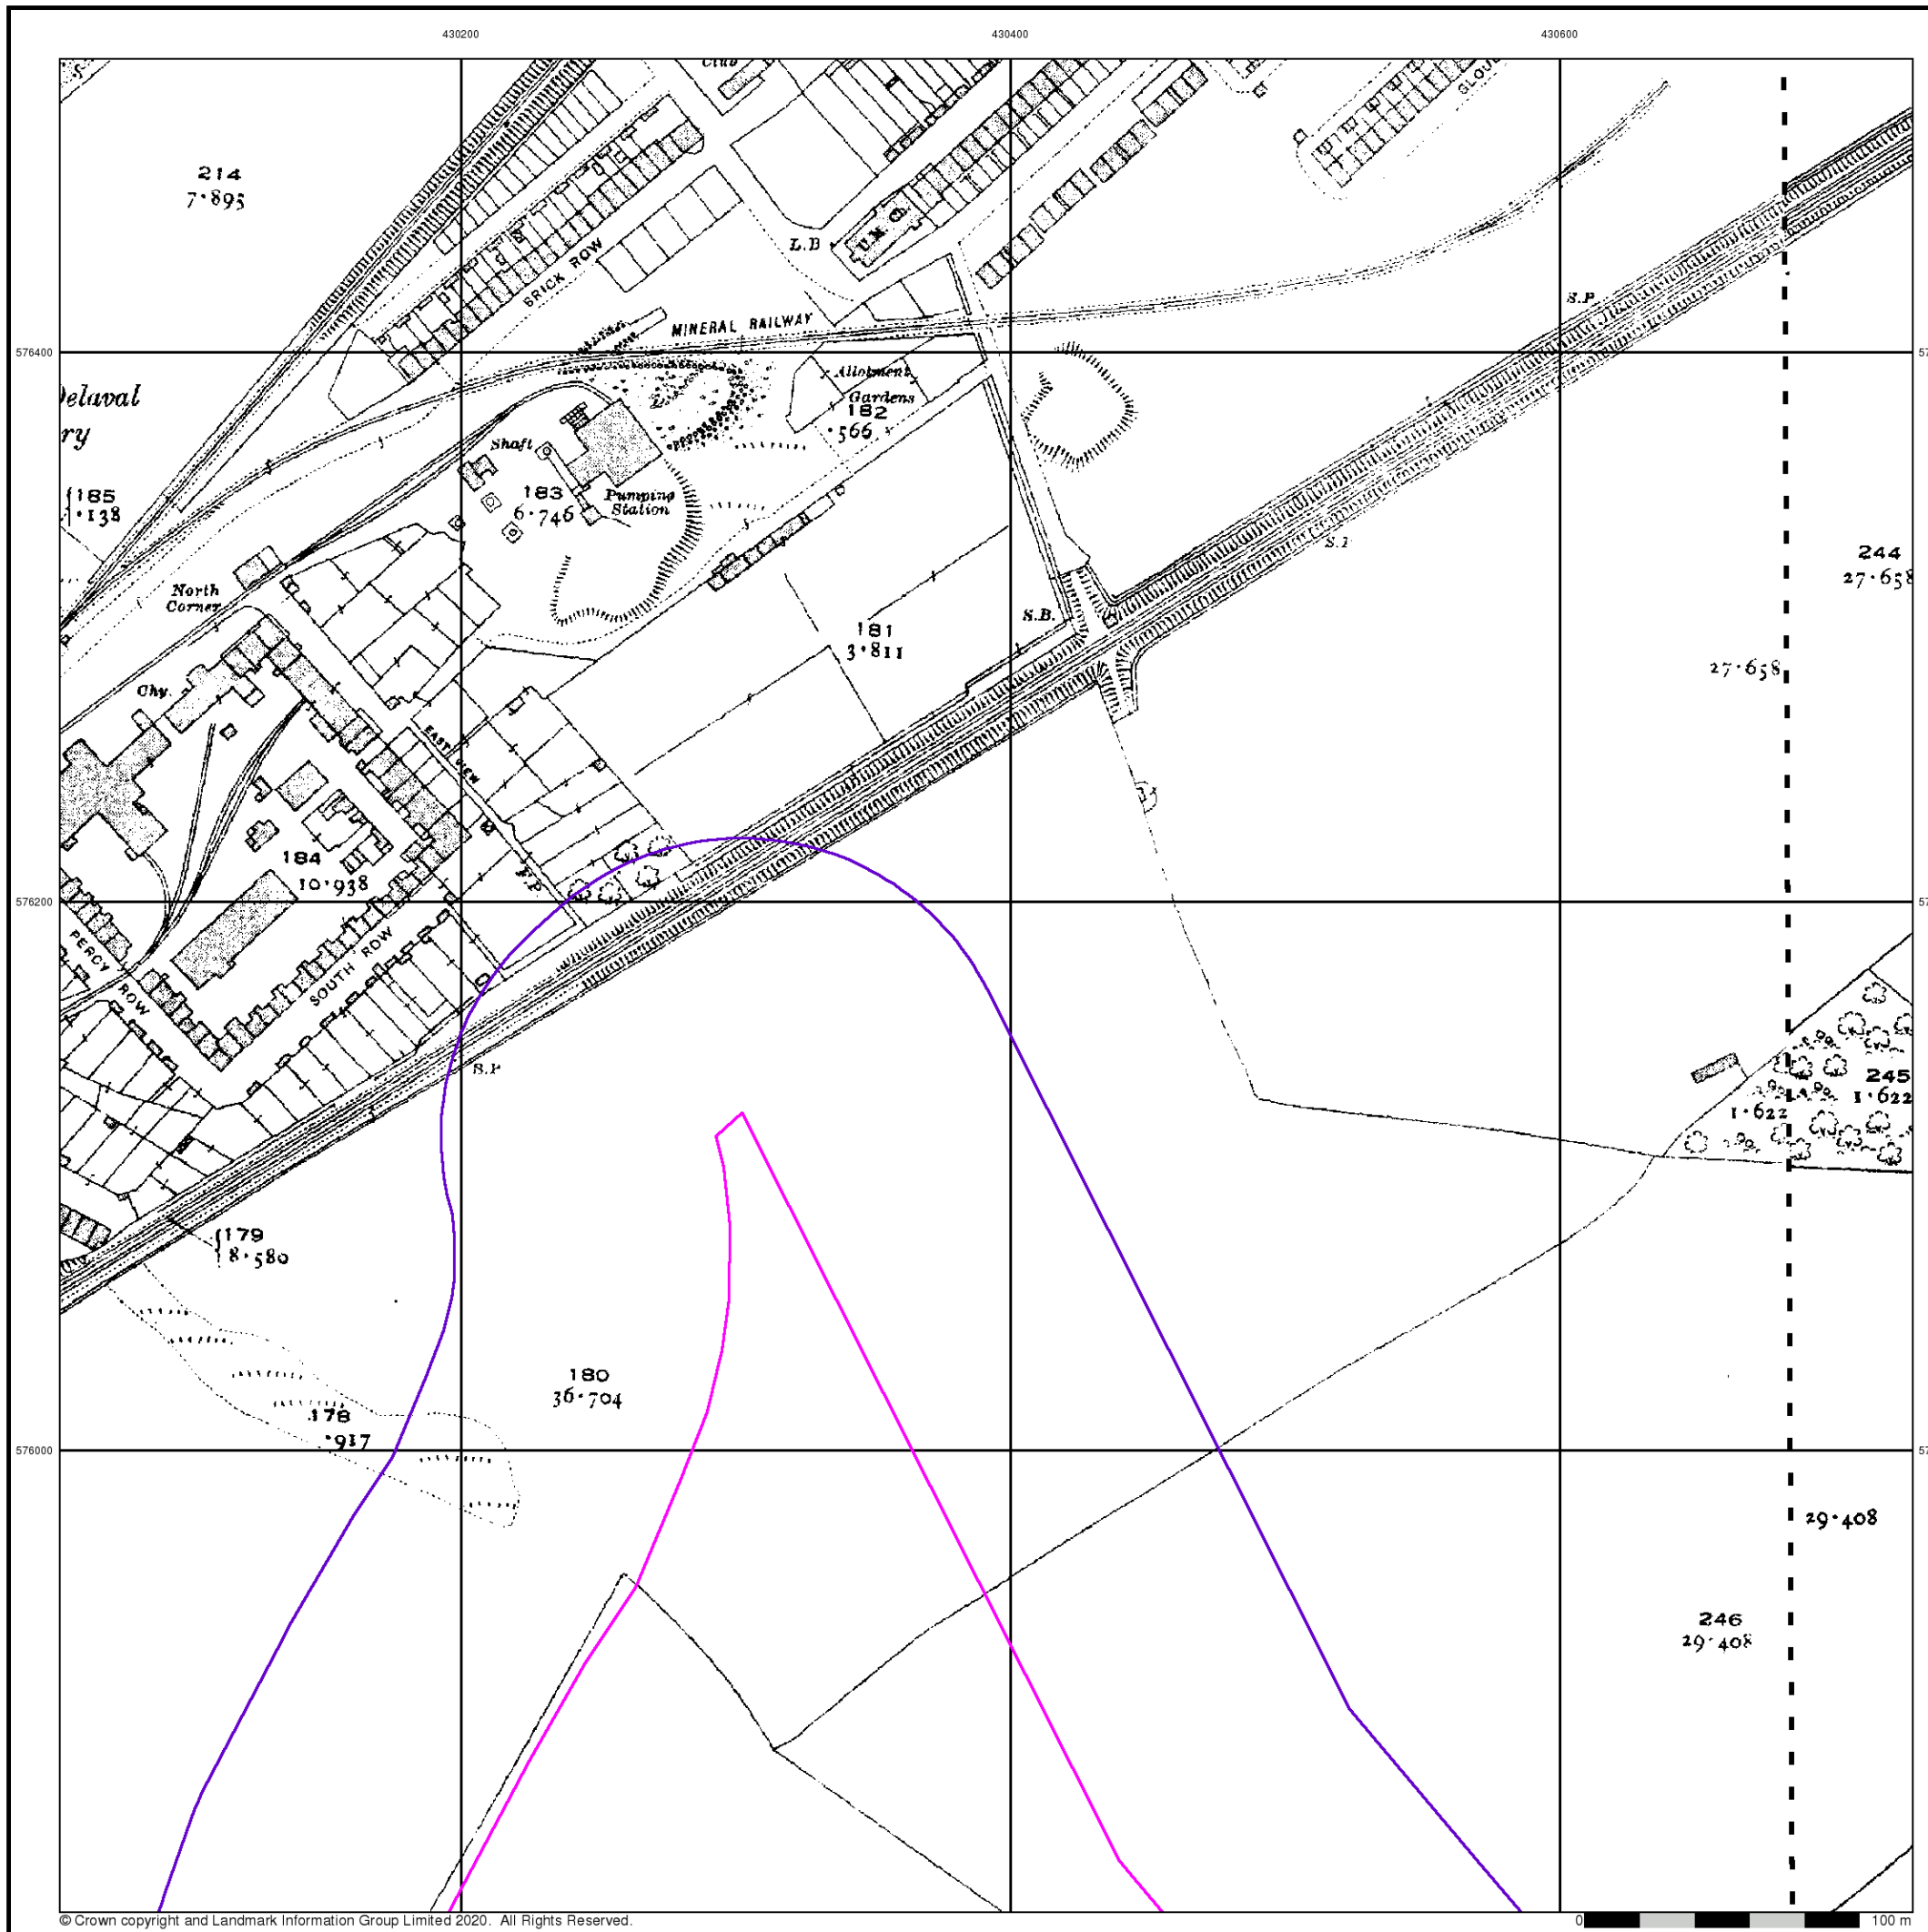 430200
430400
430600
Club
214
7·895
L.B
U.M. Ch.
BRICK ROW
S.P
MINERAL RAILWAY
576400
Delaval
ry
Allotment
Gardens
182
·566
Shaft
185
·138
183
6·746
Pumping
Station
244
27·658
North
Corner
S.B.
181
3·811
27·658
Chy.
EAST VIEW
184
10·938
F.P.
576200
PERCY ROW
SOUTH ROW
S.P
245
1·622
1·622
179
8·580
180
36·704
178
·917
576000
29·408
246
29·408
© Crown copyright and Landmark Information Group Limited 2020. All Rights Reserved.
0
100 m